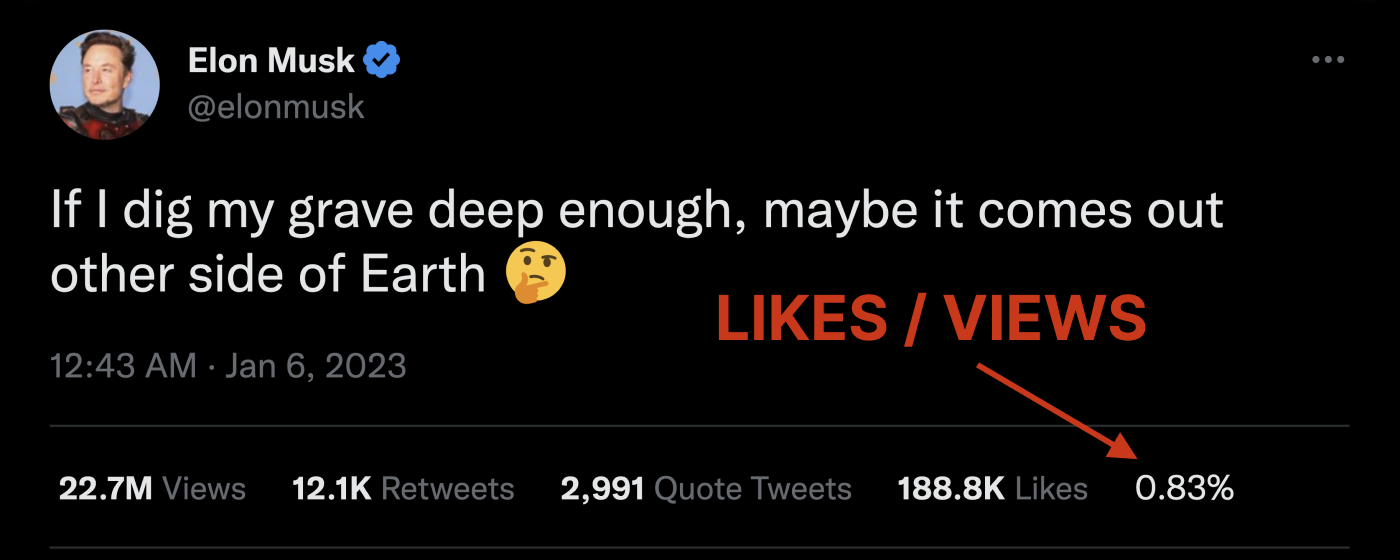 Elon Musk
@elonmusk
If I dig my grave deep enough, maybe it comes out
other side of Earth 🤔
LIKES / VIEWS
12:43 AM · Jan 6, 2023
22.7M Views 12.1K Retweets 2,991 Quote Tweets 188.8K Likes 0.83%